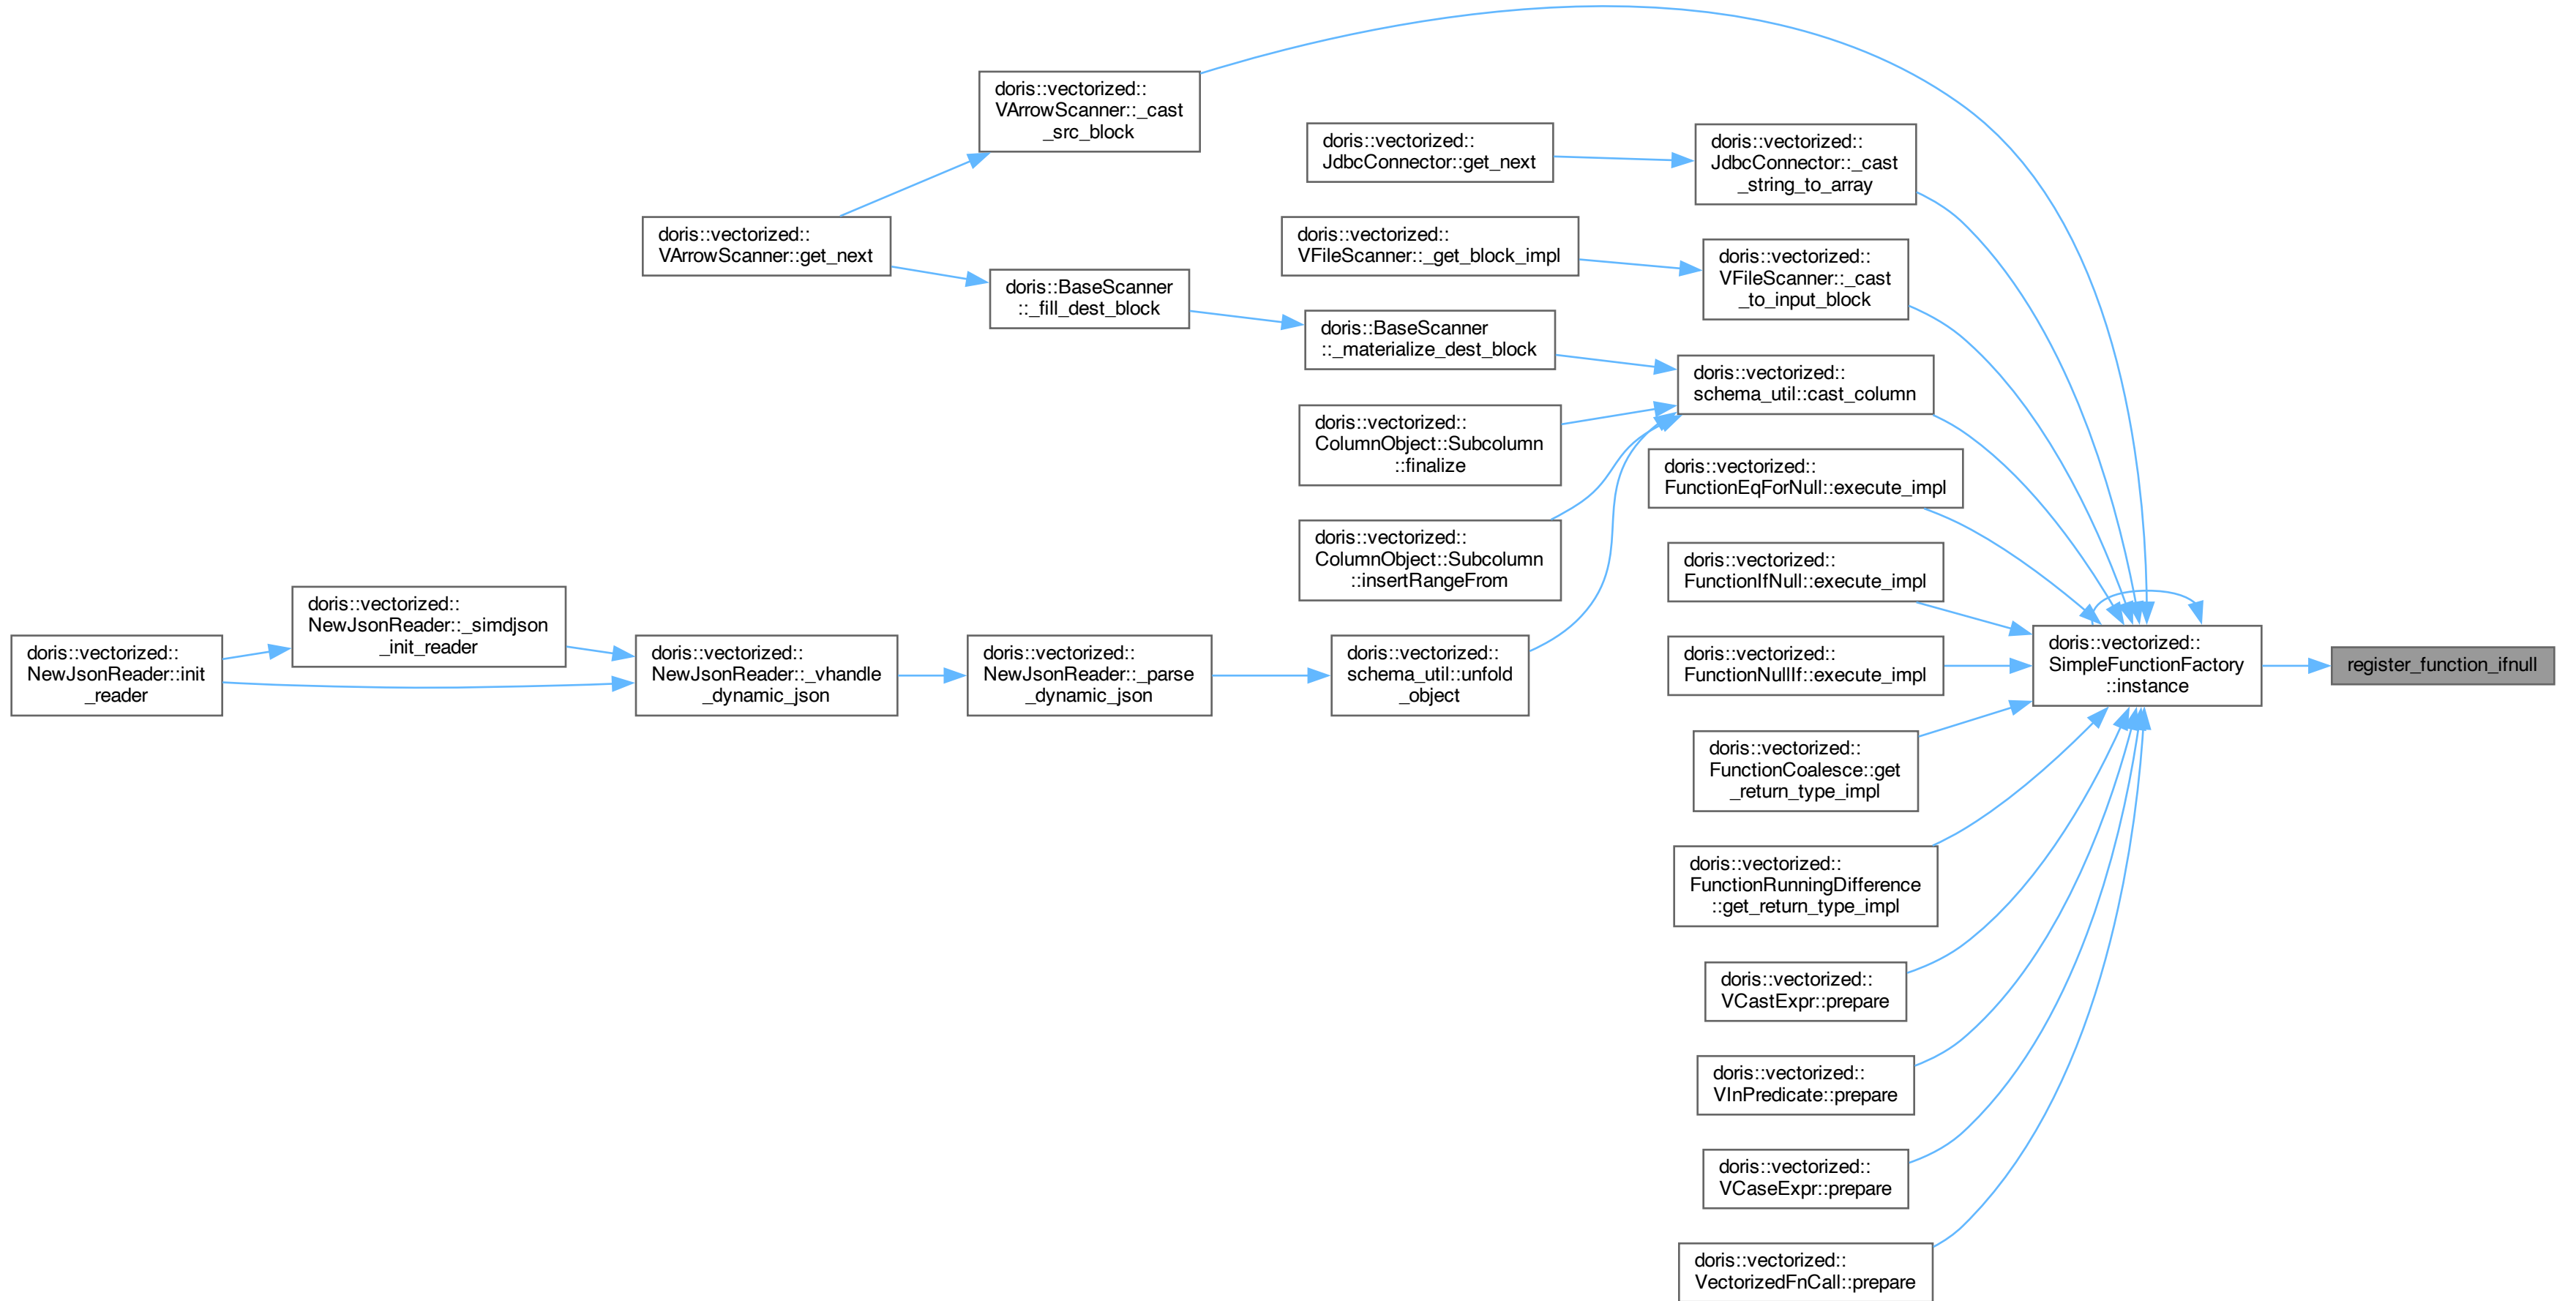 doris::vectorized::
VArrowScanner::_cast
_src_block
doris::vectorized::
JdbcConnector::get_next
doris::vectorized::
JdbcConnector::_cast
_string_to_array
doris::vectorized::
VArrowScanner::get_next
doris::vectorized::
VFileScanner::_get_block_impl
doris::vectorized::
VFileScanner::_cast
_to_input_block
doris::BaseScanner
::_fill_dest_block
doris::BaseScanner
::_materialize_dest_block
doris::vectorized::
schema_util::cast_column
doris::vectorized::
ColumnObject::Subcolumn
::finalize
doris::vectorized::
FunctionEqForNull::execute_impl
doris::vectorized::
ColumnObject::Subcolumn
::insertRangeFrom
doris::vectorized::
FunctionIfNull::execute_impl
doris::vectorized::
NewJsonReader::init
_reader
doris::vectorized::
NewJsonReader::_simdjson
_init_reader
doris::vectorized::
NewJsonReader::_vhandle
_dynamic_json
doris::vectorized::
NewJsonReader::_parse
_dynamic_json
doris::vectorized::
schema_util::unfold
_object
doris::vectorized::
FunctionNullIf::execute_impl
doris::vectorized::
SimpleFunctionFactory
::instance
register_function_ifnull
doris::vectorized::
FunctionCoalesce::get
_return_type_impl
doris::vectorized::
FunctionRunningDifference
::get_return_type_impl
doris::vectorized::
VCastExpr::prepare
doris::vectorized::
VInPredicate::prepare
doris::vectorized::
VCaseExpr::prepare
doris::vectorized::
VectorizedFnCall::prepare